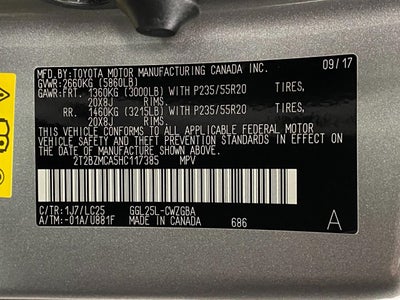 MFD.BY:TOYOTA MOTOR MANUFACTURING CANADA INC. 09/17
GVWR: 2660KG (5860LB)
GAWR:FRT. 1360KG (3000LB) WITH P235/55R20 TIRES,
20X8J RIMS.
RR. 1460KG (3215LB) WITH P235/55R20 TIRES,
20X8J RIMS.
THIS VEHICLE CONFORMS TO ALL APPLICABLE FEDERAL MOTOR
VEHICLE SAFETY, BUMPER, AND THEFT
PREVENTION STANDARDS IN EFFECT ON THE DATE OF
MANUFACTURE SHOWN ABOVE.
2T2BZMCA5HC117385 MPV
C/TR: 1J7/LC25 GGL25L-CWZGBA
A/TM: -01A/U881F MADE IN CANADA 686 A